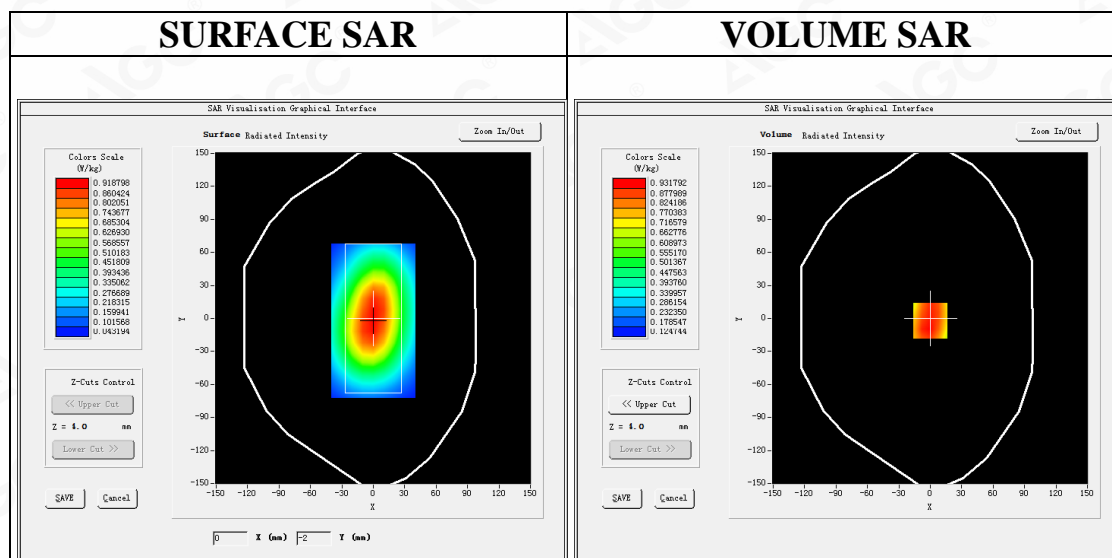 SURFACE SAR
SAR Visualisation Graphical Interface
Surface Radiated Intensity
Zoom In/Out
Colors Scale
(W/kg)
0.918798
0.860424
0.802051
0.743677
0.685304
0.626930
0.568557
0.510183
0.451809
0.393436
0.335062
0.276689
0.218315
0.159941
0.101568
0.043194
Z-Cuts Control
<< Upper Cut
Z = 4.0 mm
Lower Cut >>
SAVE Cancel
150
120
90
60
30
0
-30
-60
-90
-120
-150
Y
-150 -120 -90 -60 -30 0 30 60 90 120 150
X
0 X (mm) -2 Y (mm)
VOLUME SAR
SAR Visualisation Graphical Interface
Volume Radiated Intensity
Zoom In/Out
Colors Scale
(W/kg)
0.931792
0.877989
0.824186
0.770383
0.716579
0.662776
0.608973
0.555170
0.501367
0.447563
0.393760
0.339957
0.286154
0.232350
0.178547
0.124744
Z-Cuts Control
<< Upper Cut
Z = 4.0 mm
Lower Cut >>
SAVE Cancel
150
120
90
60
30
0
-30
-60
-90
-120
-150
Y
-150 -120 -90 -60 -30 0 30 60 90 120 150
X